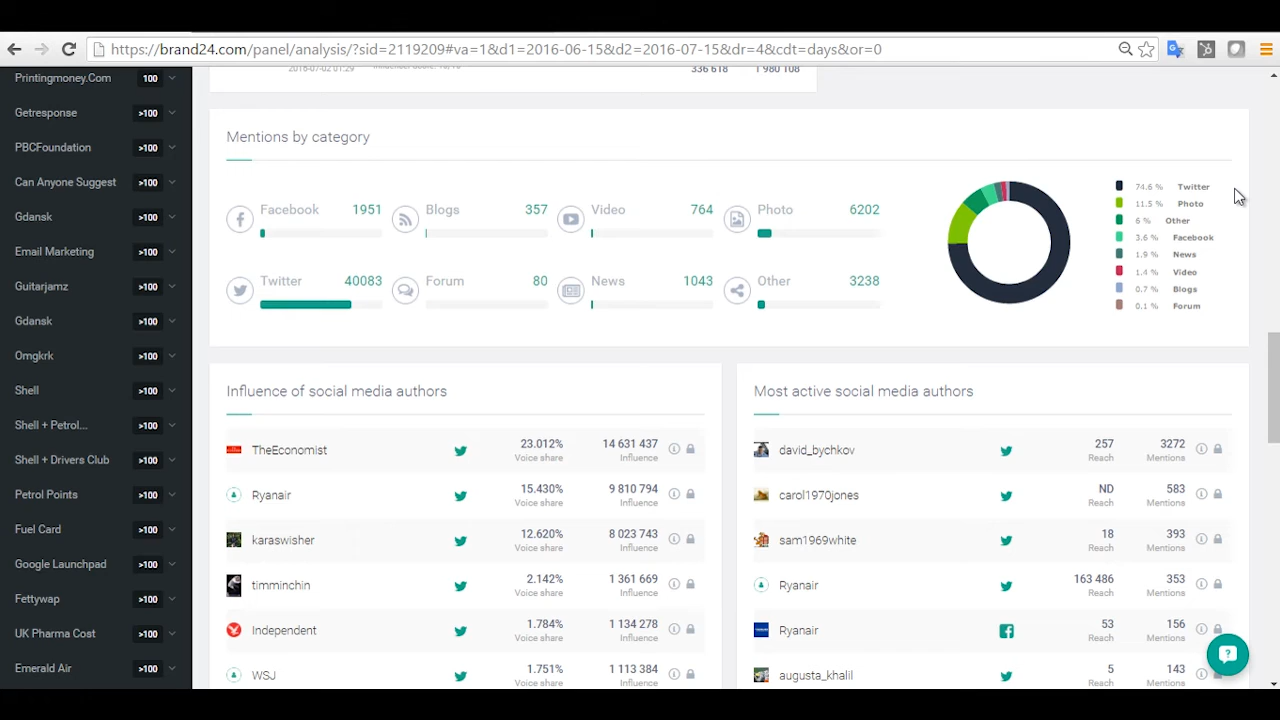 https://brand24.com/panel/analysis/?sid=2119209#va=1&d1=2016-06-15&d2=2016-07-15&dr=4&cdt=days&or=0
Printingmoney.Com 100
Getresponse >100
PBCFoundation >100
Can Anyone Suggest >100
Gdansk >100
Email Marketing >100
Guitarjamz >100
Gdansk >100
Omgkrk >100
Shell >100
Shell + Petrol... >100
Shell + Drivers Club >100
Petrol Points >100
Fuel Card >100
Google Launchpad >100
Fettywap >100
UK Pharma Cost >100
Emerald Air >100
336 618 1 980 108
Mentions by category
Facebook 1951 Blogs 357 Video 764 Photo 6202
Twitter 40083 Forum 80 News 1043 Other 3238
74.6 % Twitter
11.5 % Photo
6 % Other
3.6 % Facebook
1.9 % News
1.4 % Video
0.7 % Blogs
0.1 % Forum
Influence of social media authors
TheEconomist 23.012% 14 631 437
Voice share Influence
Ryanair 15.430% 9 810 794
Voice share Influence
karaswisher 12.620% 8 023 743
Voice share Influence
timminchin 2.142% 1 361 669
Voice share Influence
Independent 1.784% 1 134 278
Voice share Influence
WSJ 1.751% 1 113 384
Voice share Influence
Most active social media authors
david_bychkov 257 3272
Reach Mentions
carol1970jones ND 583
Reach Mentions
sam1969white 18 393
Reach Mentions
Ryanair 163 486 353
Reach Mentions
Ryanair 53 156
Reach Mentions
augusta_khalil 5 143
Reach Mentions